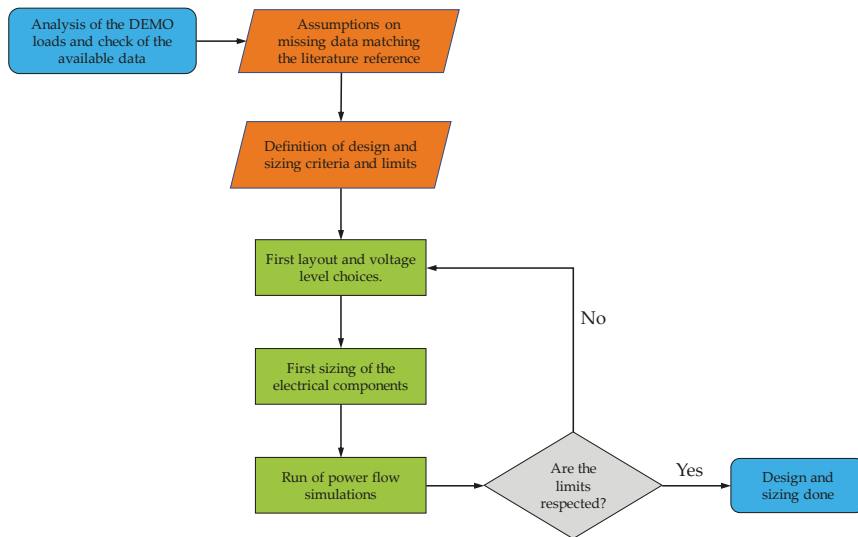 Analysis of the DEMO
loads and check of the
available data
Assumptions on
missing data matching
the literature reference
Definition of design and
sizing criteria and limits
First layout and voltage
level choices.
No
First sizing of the
electrical components
Run of power flow
simulations
Are the
limits
respected?
Yes
Design and
sizing done